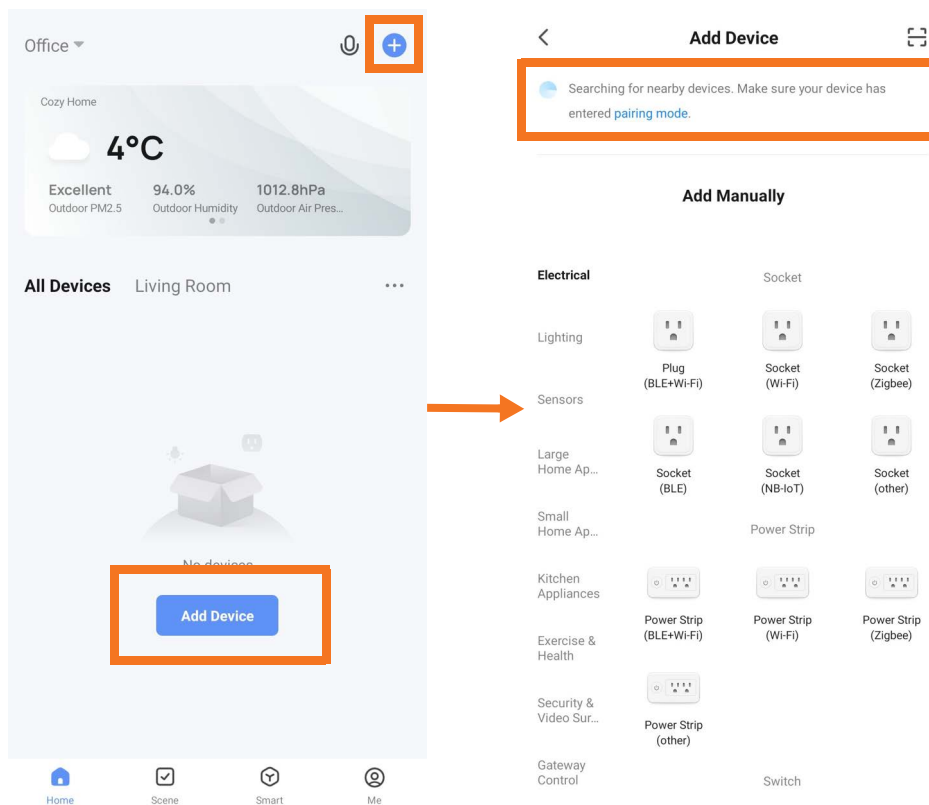 Office
Cozy Home
4°C
Excellent 94.0% 1012.8hPa
Outdoor PM2.5 Outdoor Humidity Outdoor Air Pres...
All Devices Living Room
No devices
Add Device
Home Scene Smart Me
Add Device
Searching for nearby devices. Make sure your device has
entered pairing mode.
Add Manually
Electrical
Lighting
Sensors
Large
Home Ap...
Small
Home Ap...
Kitchen
Appliances
Exercise &
Health
Security &
Video Sur...
Gateway
Control
Socket
Plug Socket Socket
(BLE+Wi-Fi) (Wi-Fi) (Zigbee)
Socket Socket Socket
(BLE) (NB-IoT) (other)
Power Strip
Power Strip Power Strip Power Strip
(BLE+Wi-Fi) (Wi-Fi) (Zigbee)
Power Strip
(other)
Switch